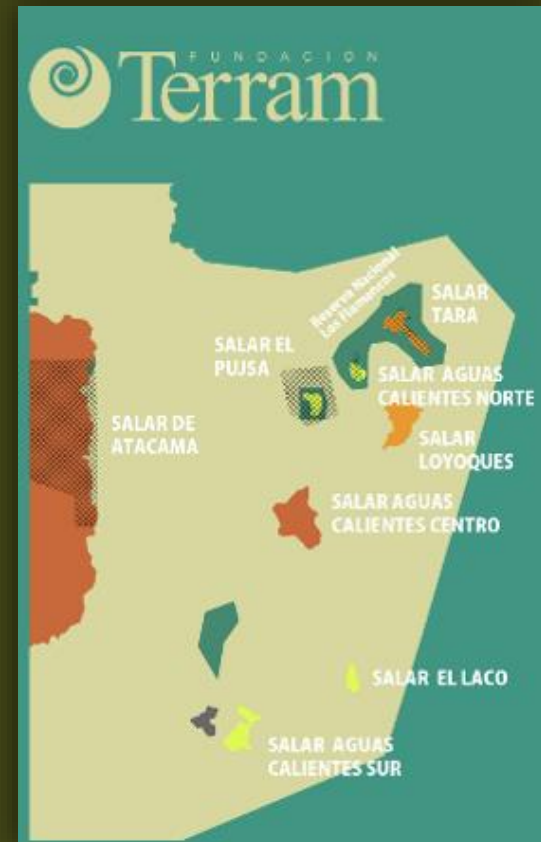 FUNDACION
Terram
Reserva Nacional
Los Flamencos
SALAR
TARA
SALAR EL
PUJSA
SALAR AGUAS
CALIENTES NORTE
SALAR DE
ATACAMA
SALAR
LOYOQUES
SALAR AGUAS
CALIENTES CENTRO
SALAR EL LACO
SALAR AGUAS
CALIENTES SUR